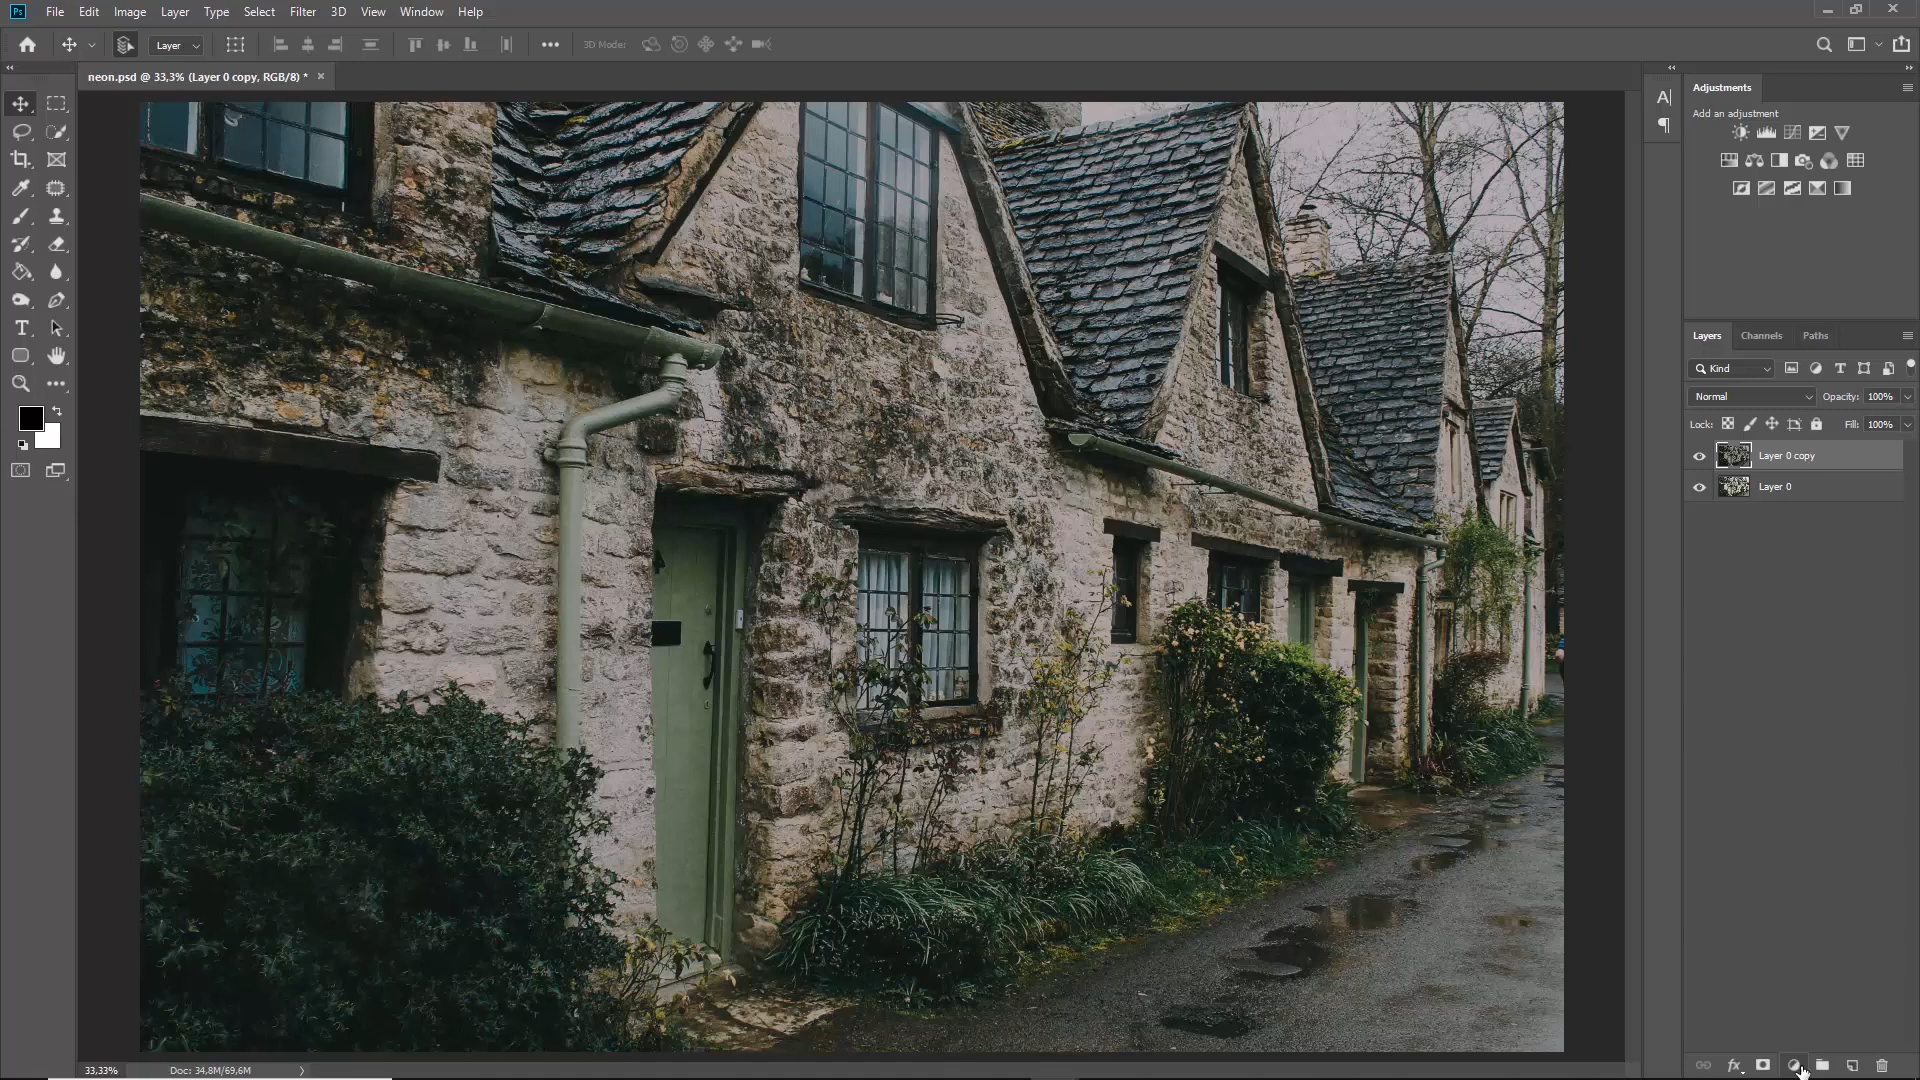 Ps File Edit Image Layer Type Select Filter 3D View Window Help
Layer 3D Mode:
neon.psd @ 33,3% (Layer 0 copy, RGB/8) *
Adjustments
Add an adjustment
Layers Channels Paths
Kind
Normal Opacity: 100%
Lock: Fill: 100%
Layer 0 copy
Layer 0
33,33% Doc: 34,8M/69,6M